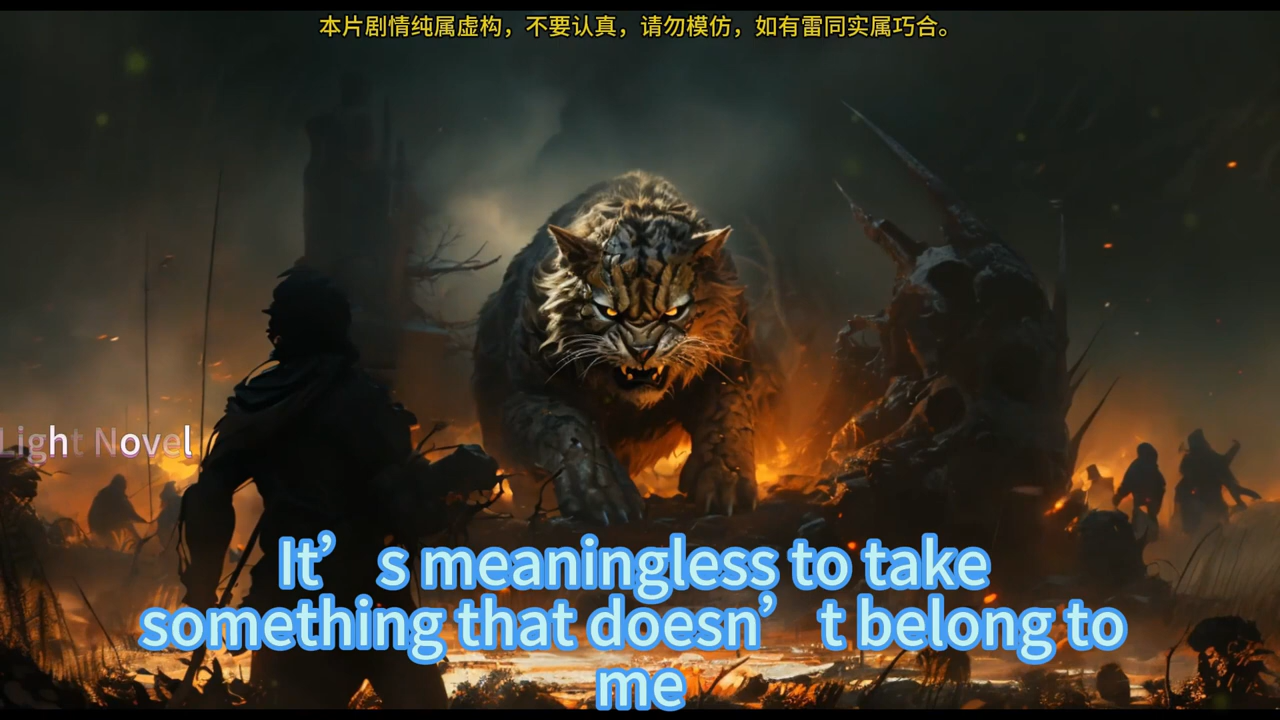 本片剧情纯属虚构，不要认真，请勿模仿，如有雷同实属巧合。
Light Novel
It’s meaningless to take
something that doesn’t belong to
me